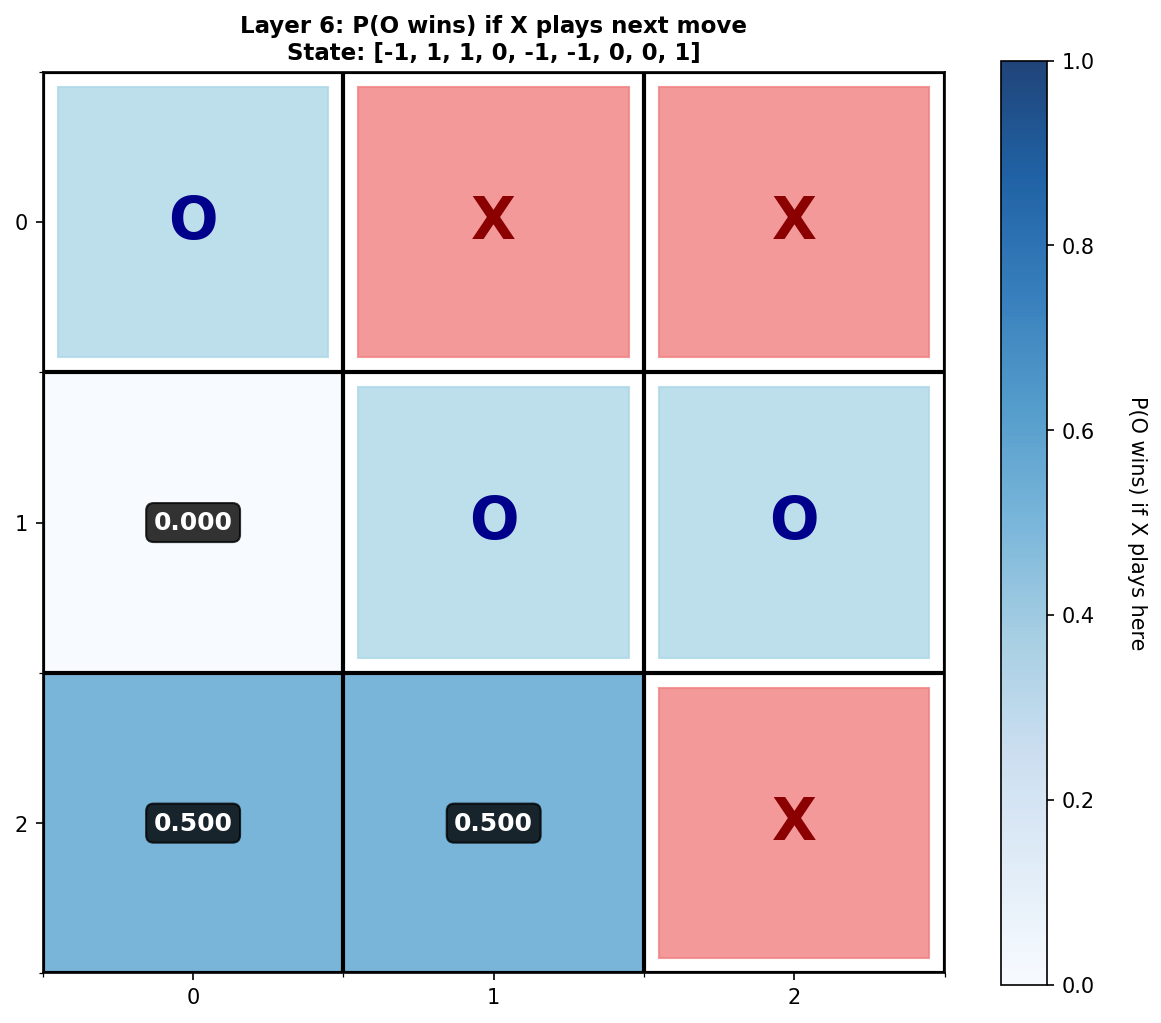 Layer 6: P(O wins) if X plays next move
State: [-1, 1, 1, 0, -1, -1, 0, 0, 1]
0
O
X
X
1
0.000
O
O
2
0.500
0.500
X
0
1
2
1.0
0.8
0.6
0.4
0.2
0.0
P(O wins) if X plays here